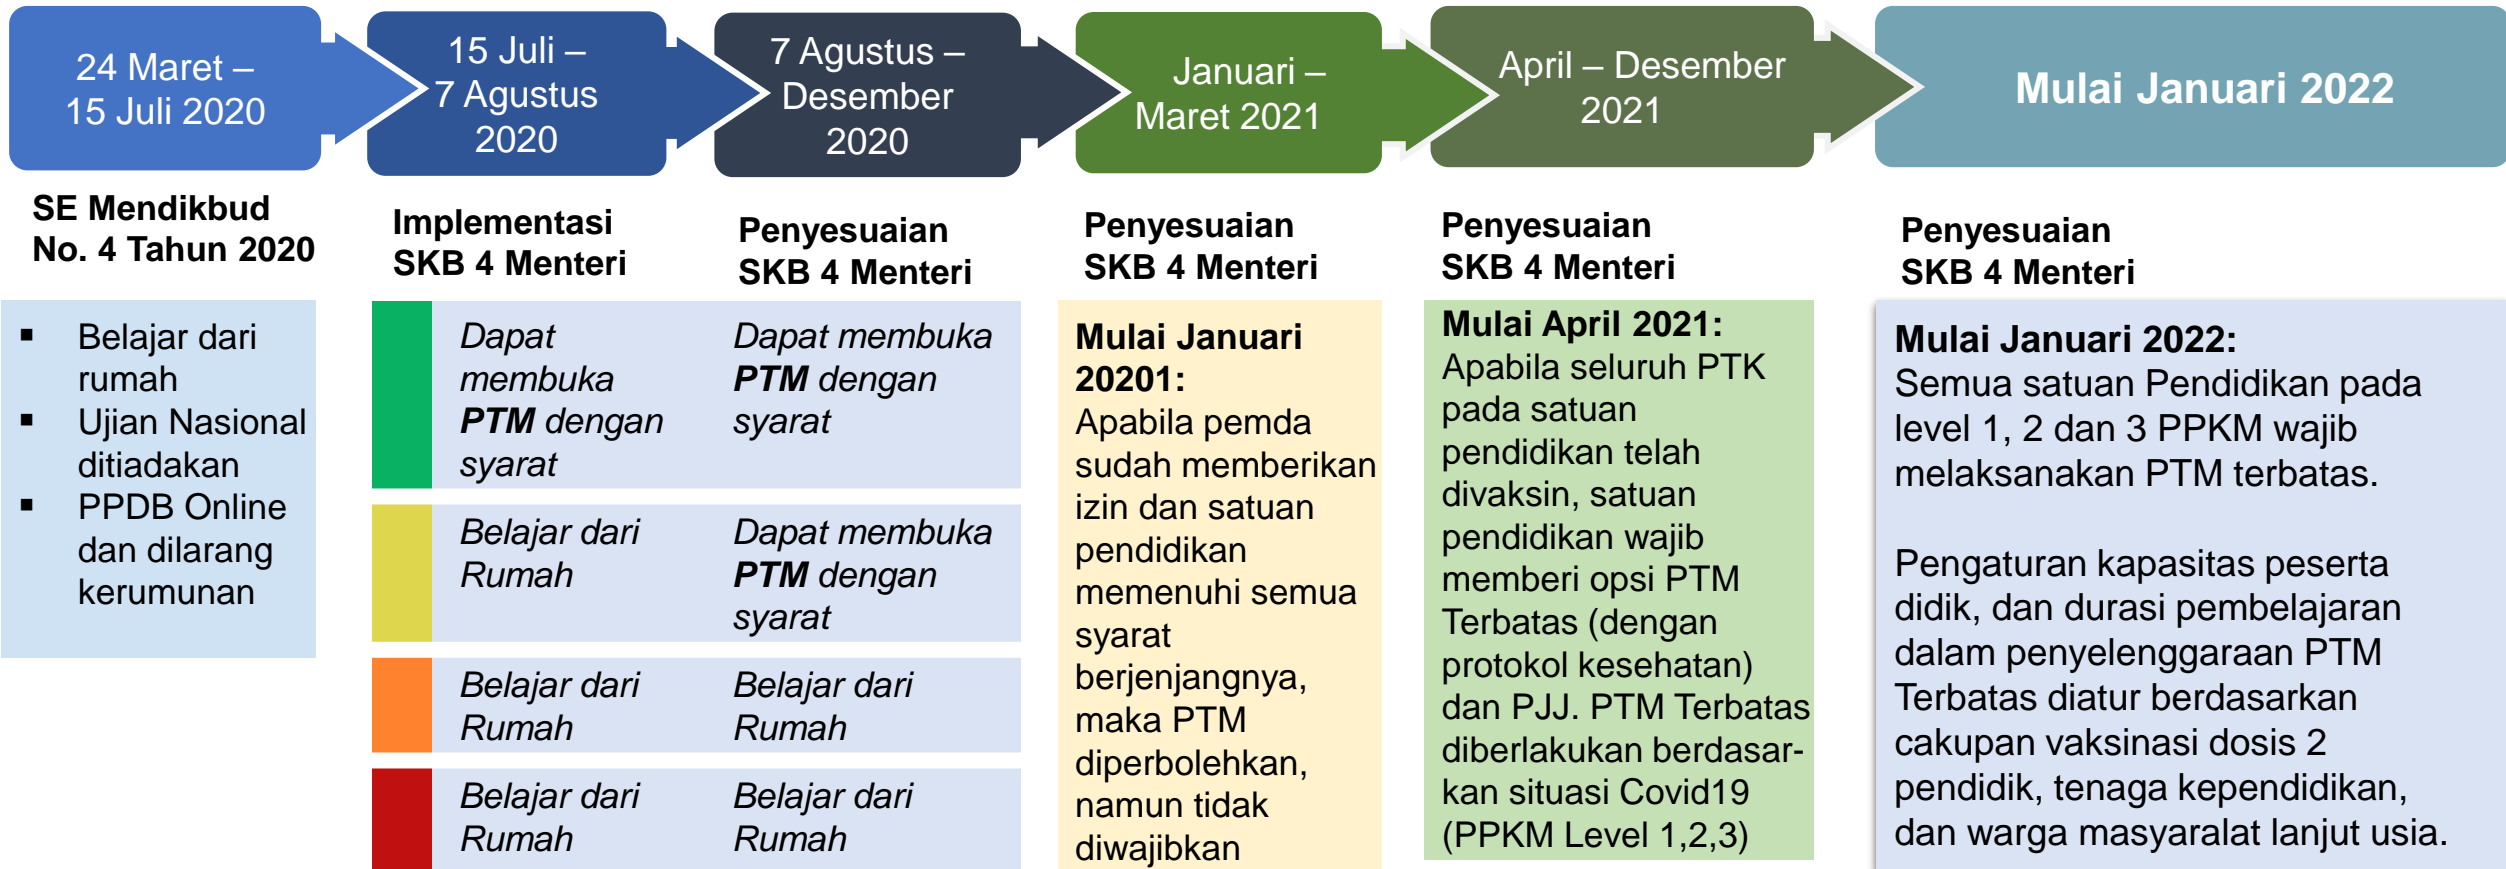 24 Maret –
15 Juli 2020
15 Juli –
7 Agustus
2020
7 Agustus –
Desember
2020
Januari –
Maret 2021
April – Desember
2021
Mulai Januari 2022
SE Mendikbud
No. 4 Tahun 2020
Implementasi
SKB 4 Menteri
Penyesuaian
SKB 4 Menteri
Penyesuaian
SKB 4 Menteri
Penyesuaian
SKB 4 Menteri
Penyesuaian
SKB 4 Menteri
▪ Belajar dari
rumah
▪ Ujian Nasional
ditiadakan
▪ PPDB Online
dan dilarang
kerumunan
Dapat
membuka
PTM dengan
syarat
Dapat membuka
PTM dengan
syarat
Belajar dari
Rumah
Dapat membuka
PTM dengan
syarat
Belajar dari
Rumah
Belajar dari
Rumah
Belajar dari
Rumah
Belajar dari
Rumah
Mulai Januari
20201:
Apabila pemda
sudah memberikan
izin dan satuan
pendidikan
memenuhi semua
syarat
berjenjangnya,
maka PTM
diperbolehkan,
namun tidak
diwajibkan
Mulai April 2021:
Apabila seluruh PTK
pada satuan
pendidikan telah
divaksin, satuan
pendidikan wajib
memberi opsi PTM
Terbatas (dengan
protokol kesehatan)
dan PJJ. PTM Terbatas
diberlakukan berdasar-
kan situasi Covid19
(PPKM Level 1,2,3)
Mulai Januari 2022:
Semua satuan Pendidikan pada
level 1, 2 dan 3 PPKM wajib
melaksanakan PTM terbatas.
Pengaturan kapasitas peserta
didik, dan durasi pembelajaran
dalam penyelenggaraan PTM
Terbatas diatur berdasarkan
cakupan vaksinasi dosis 2
pendidik, tenaga kependidikan,
dan warga masyaralat lanjut usia.